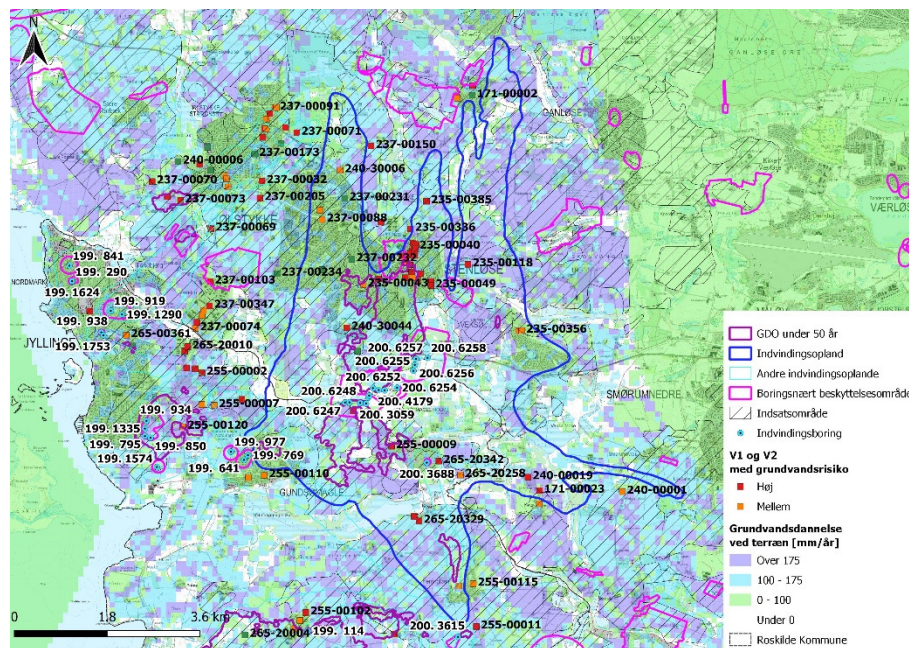 N
171-00002
GANLØSE
237-00091
237-00071
237-00150
237-00173
240-00006
240-30006
237-00070
237-00032
237-00073
237-00205
237-00231
235-00385
VÆRLØS
ØLSTYKKE
237-00088
237-00069
235-00336
235-00040
199. 841
237-00232
237-00234
235-00118
STENLØSE
199. 290
NORDMARK
237-00103
235-00043
235-00049
199. 1624
199. 919
237-00347
199. 1290
199. 938
265-00361
237-00074
240-30044
VEKSØ
235-00356
JYLLINGE
199. 1753
265-20010
200. 6257
200. 6258
200. 6255
255-00002
200. 6252
200. 6256
200. 6248
200. 6254
SMØRUMNEDRE
200. 4179
199. 934
255-00007
200. 6247
200. 3059
199. 1335
255-00120
199. 795
199. 850
199. 977
255-00009
199. 769
199. 1574
199. 641
265-20342
255-00110
200. 3688
265-20258
240-00019
GUNDSØMAGLE
171-00023
240-00001
265-20329
255-00115
0
1.8
3.6 km
255-00102
265-20004
199. 114
200. 3615
255-00011
GDO under 50 år
Indvindingsopland
Andre indvindingsoplande
Boringsnært beskyttelsesområde
Indsatsområde
Indvindingsboring
V1 og V2
med grundvandsrisiko
Høj
Mellem
Grundvandsdannelse
ved terræn [mm/år]
Over 175
100 - 175
0 - 100
Under 0
Roskilde Kommune